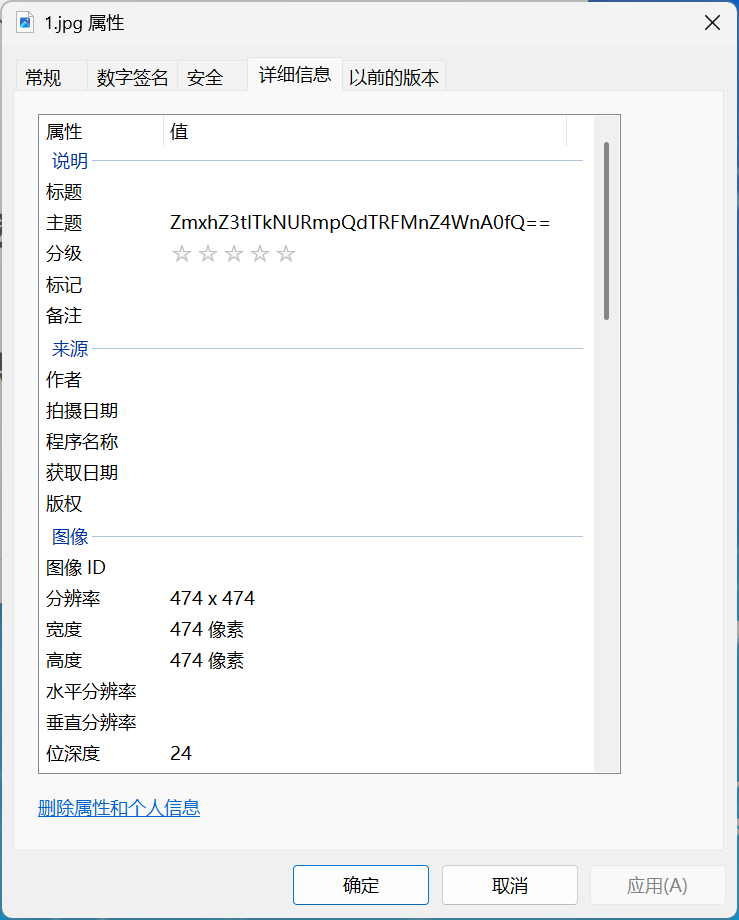 1.jpg 属性
常规 数字签名 安全 详细信息 以前的版本
属性 值
说明
标题
主题 ZmxhZ3tlTkNURmpQdTRFMnZ4WnA0fQ==
分级
标记
备注
来源
作者
拍摄日期
程序名称
获取日期
版权
图像
图像 ID
分辨率 474 x 474
宽度 474 像素
高度 474 像素
水平分辨率
垂直分辨率
位深度 24
删除属性和个人信息
确定 取消 应用(A)